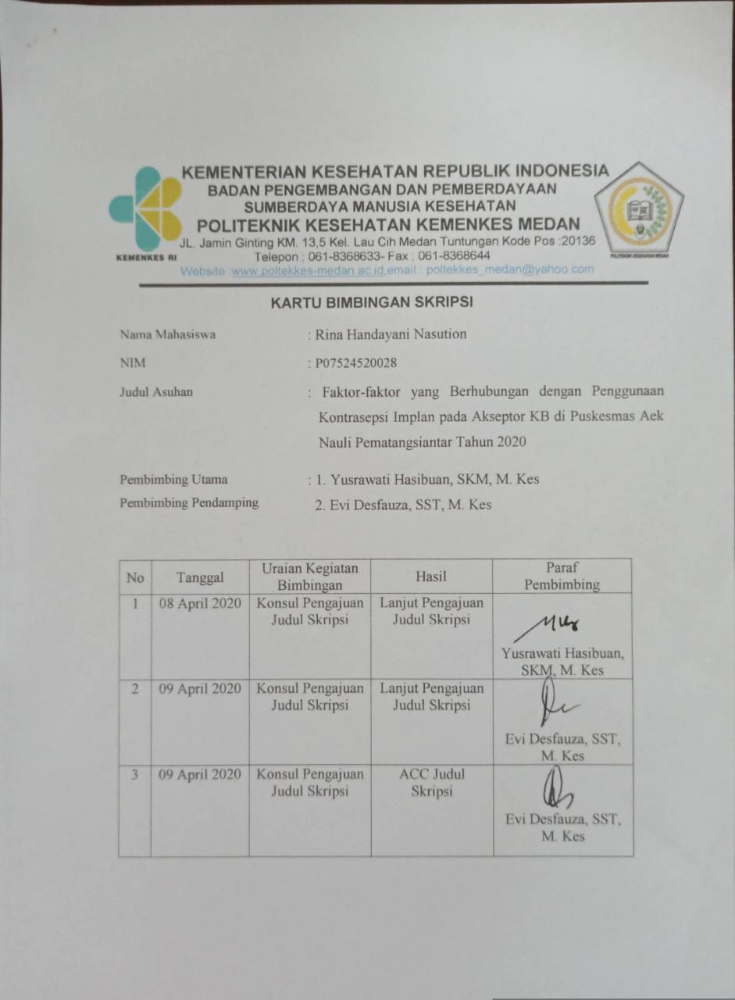 KEMENTERIAN KESEHATAN REPUBLIK INDONESIA
BADAN PENGEMBANGAN DAN PEMBERDAYAAN
SUMBERDAYA MANUSIA KESEHATAN
POLITEKNIK KESEHATAN KEMENKES MEDAN
JL. Jamin Ginting KM. 13,5 Kel. Lau Cih Medan Tuntungan Kode Pos :20136
Telepon : 061-8368633- Fax : 061-8368644
Website :www.poltekkes-medan.ac.id,email : poltekkes_medan@yahoo.com
KEMENKES RI
POLITEKNIK KESEHATAN MEDAN
KARTU BIMBINGAN SKRIPSI
Nama Mahasiswa : Rina Handayani Nasution
NIM : P07524520028
Judul Asuhan : Faktor-faktor yang Berhubungan dengan Penggunaan
Kontrasepsi Implan pada Akseptor KB di Puskesmas Aek
Nauli Pematangsiantar Tahun 2020
Pembimbing Utama : 1. Yusrawati Hasibuan, SKM, M. Kes
Pembimbing Pendamping 2. Evi Desfauza, SST, M. Kes
No Tanggal Uraian Kegiatan Bimbingan Hasil Paraf Pembimbing
1 08 April 2020 Konsul Pengajuan Lanjut Pengajuan
Judul Skripsi Judul Skripsi
Yusrawati Hasibuan,
SKM, M. Kes
2 09 April 2020 Konsul Pengajuan Lanjut Pengajuan
Judul Skripsi Judul Skripsi
Evi Desfauza, SST,
M. Kes
3 09 April 2020 Konsul Pengajuan ACC Judul
Judul Skripsi Skripsi
Evi Desfauza, SST,
M. Kes